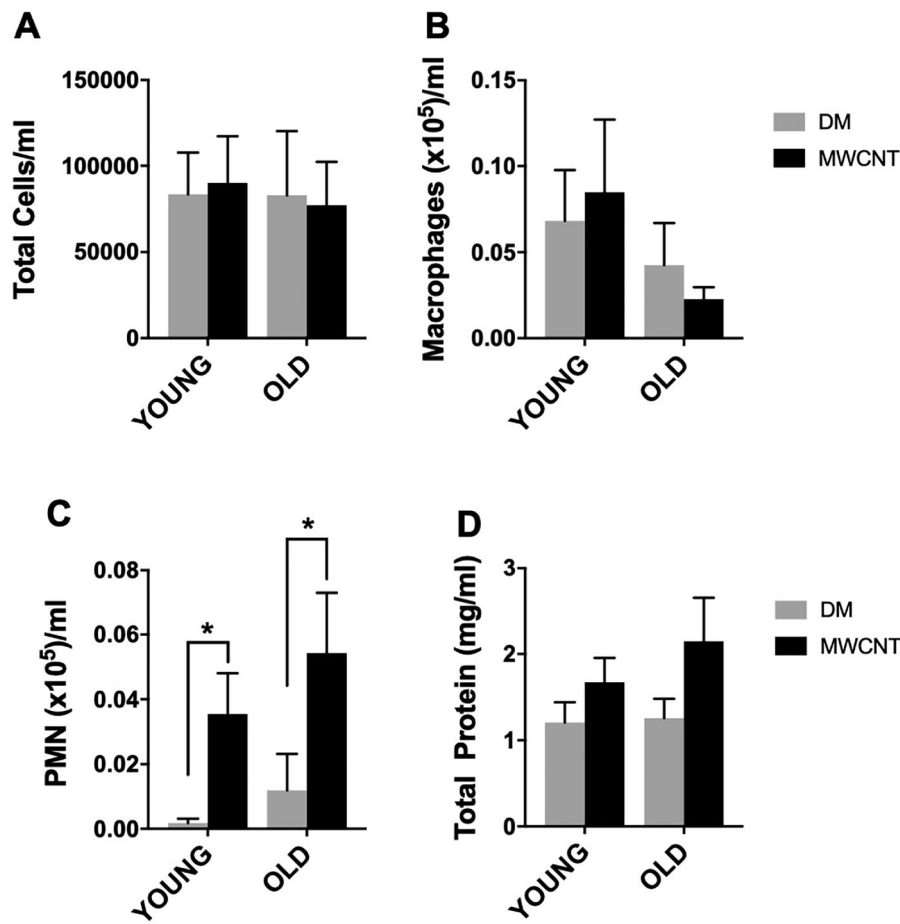 A
Total Cells/ml
150000
100000
50000
0
YOUNG
OLD
B
Macrophages (x10⁵)/ml
0.15
0.10
0.05
0.00
YOUNG
OLD
DM
MWCNT
C
PMN (x10⁵)/ml
0.08
0.06
0.04
0.02
0.00
*
*
YOUNG
OLD
D
Total Protein (mg/ml)
3
2
1
0
YOUNG
OLD
DM
MWCNT